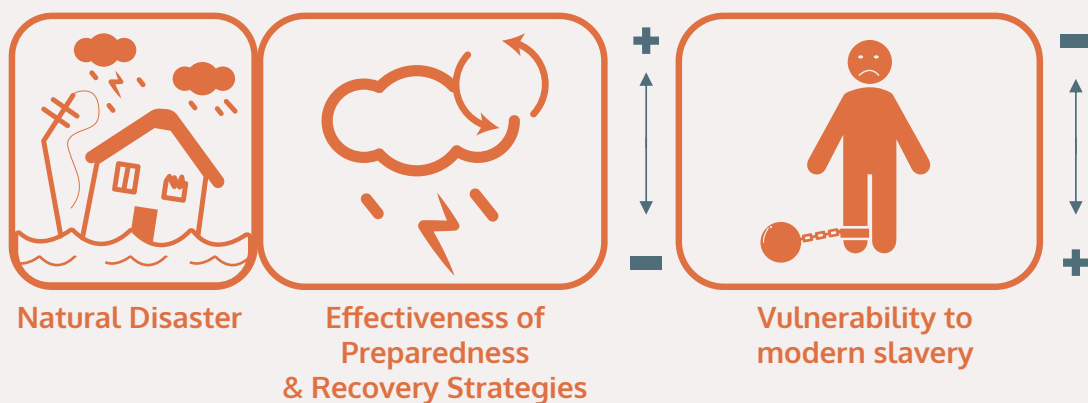 Natural Disaster
Effectiveness of
Preparedness
& Recovery Strategies
+
-
Vulnerability to
modern slavery
-
+